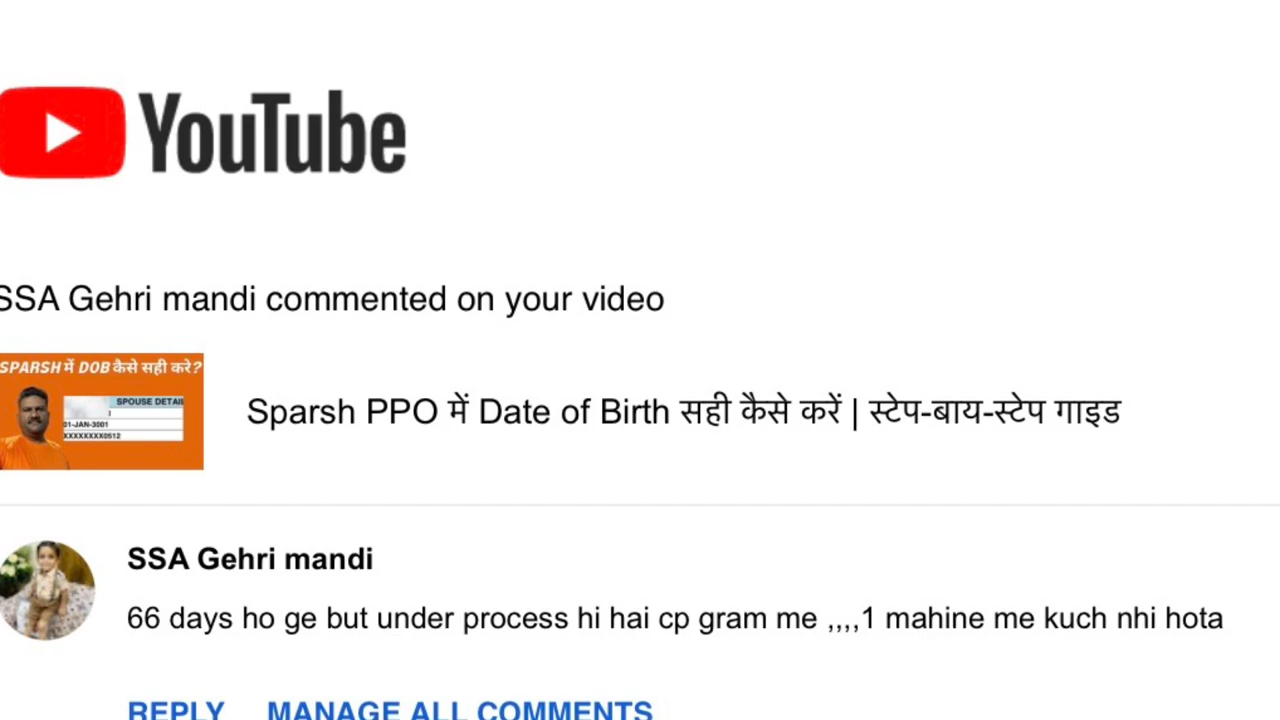 YouTube
SSA Gehri mandi commented on your video
SPARSH में DOB कैसे सही करे?
SPOUSE DETAIL
01-JAN-3001
XXXXXXXX0512
Sparsh PPO में Date of Birth सही कैसे करें | स्टेप-बाय-स्टेप गाइड
SSA Gehri mandi
66 days ho ge but under process hi hai cp gram me ,,,,1 mahine me kuch nhi hota
REPLY MANAGE ALL COMMENTS